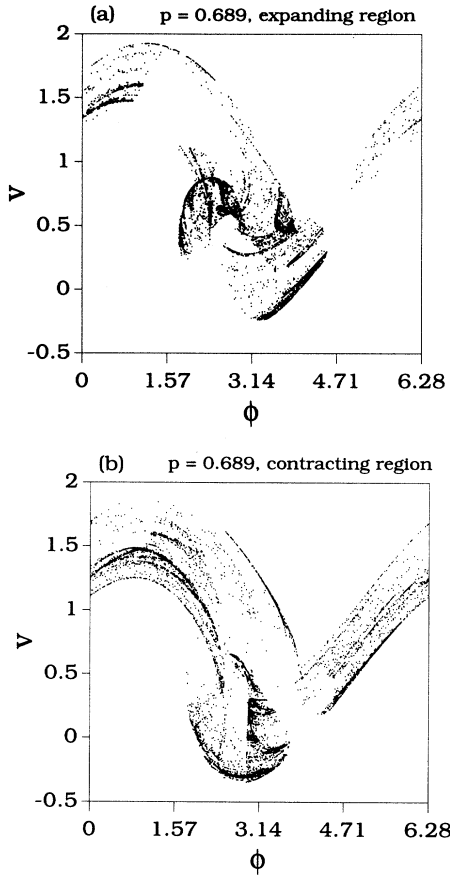 (a) p = 0.689, expanding region
2
1.5
1
0.5
0
-0.5
V
0 1.57 3.14 4.71 6.28
ϕ
(b) p = 0.689, contracting region
2
1.5
1
0.5
0
-0.5
V
0 1.57 3.14 4.71 6.28
ϕ